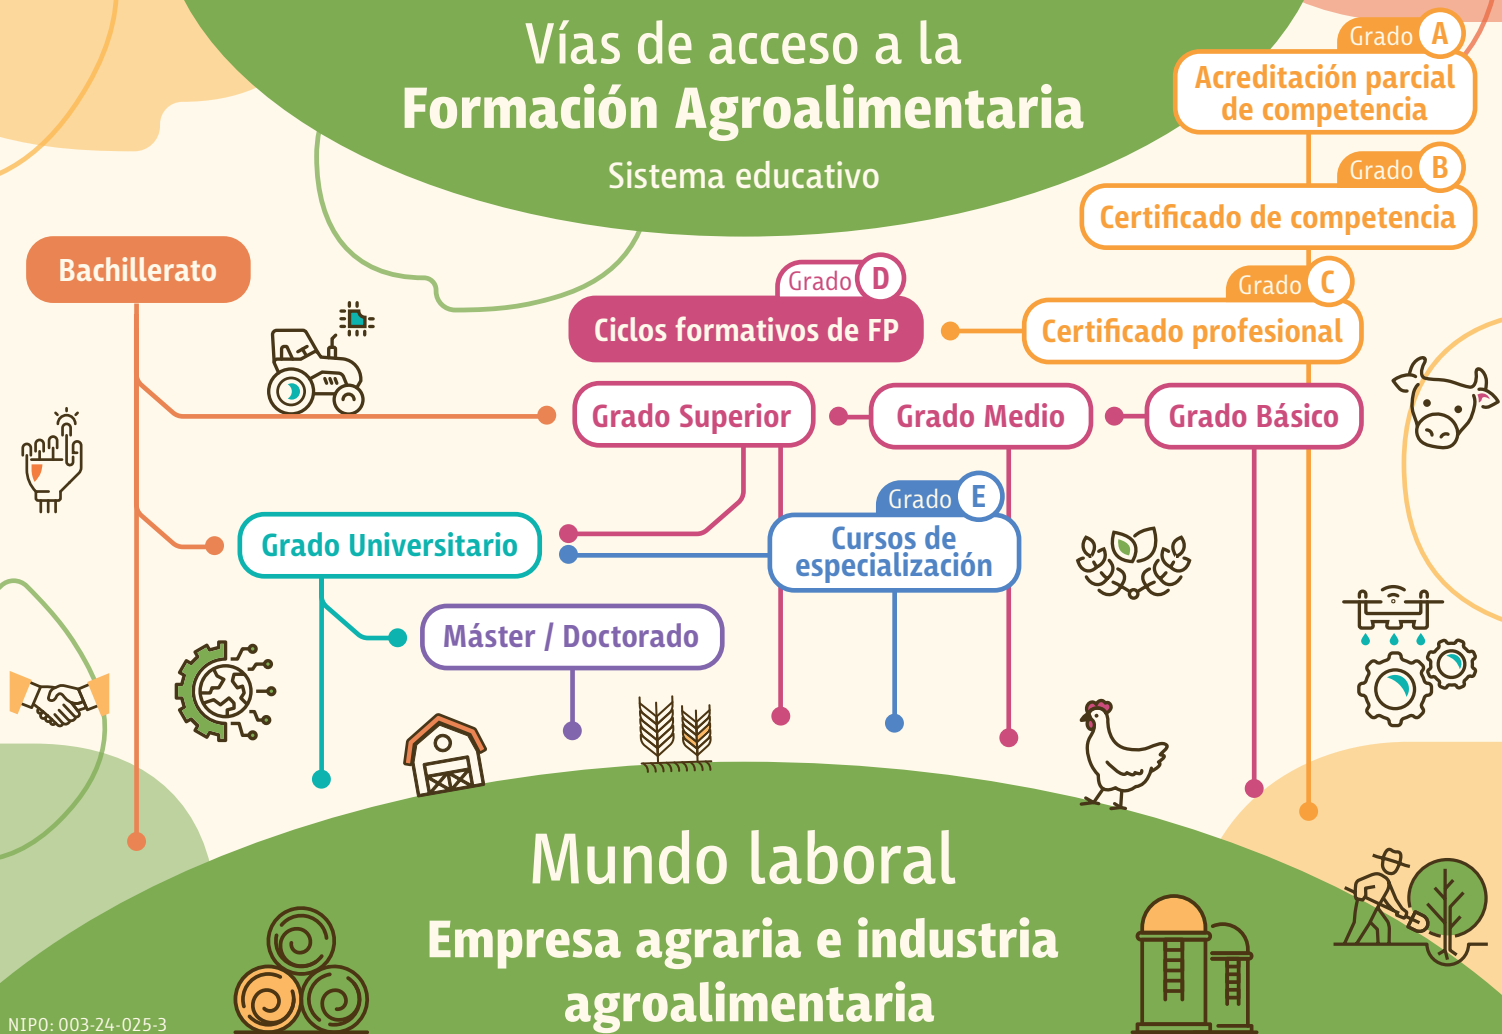 Vías de acceso a la
Formación Agroalimentaria
Sistema educativo
Grado A
Acreditación parcial
de competencia
Grado B
Certificado de competencia
Bachillerato
Grado D
Ciclos formativos de FP
Grado C
Certificado profesional
Grado Superior
Grado Medio
Grado Básico
Grado E
Cursos de
especialización
Grado Universitario
Máster / Doctorado
Mundo laboral
Empresa agraria e industria
agroalimentaria
NIPO: 003-24-025-3